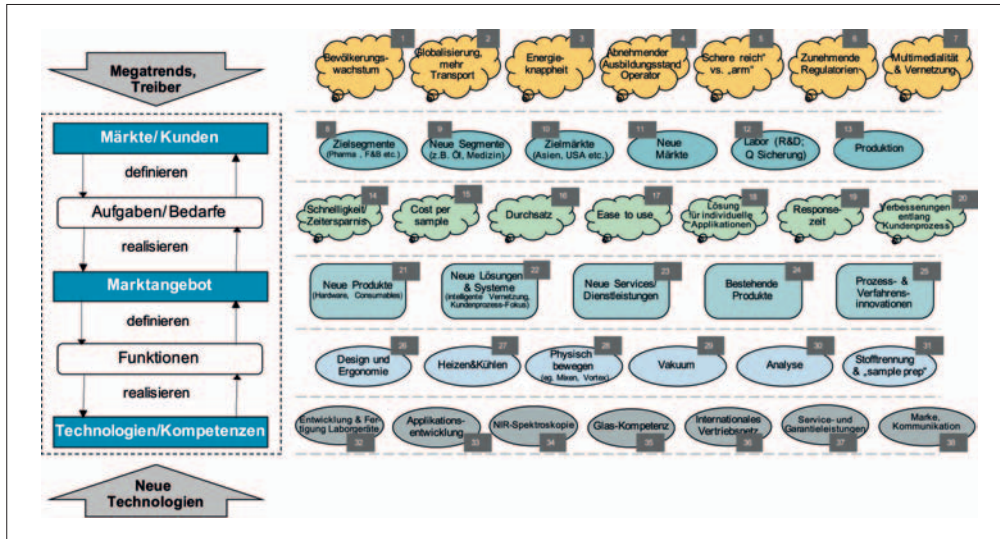 Megatrends,
Treiber
1
Bevölkerungs-
wachstum
2
Globalisierung,
mehr
Transport
3
Energie-
knappheit
4
Abnehmender
Ausbildungsstand
Operator
5
„Schere reich“
vs. „arm“
6
Zunehmende
Regulatorien
7
Multimedialität
& Vernetzung
Märkte/Kunden
definieren
8
Zielsegmente
(Pharma, F&B etc.)
9
Neue Segmente
(z.B. Öl, Medizin)
10
Zielmärkte
(Asien, USA etc.)
11
Neue
Märkte
12
Labor (R&D;
Q Sicherung)
13
Produktion
Aufgaben/Bedarfe
realisieren
14
Schnelligkeit/
Zeitersparnis
15
Cost per
sample
16
Durchsatz
17
Ease to use
18
Lösung
für individuelle
Applikationen
19
Response-
zeit
20
Verbesserungen
entlang
Kundenprozess
Marktangebot
definieren
21
Neue Produkte
(Hardware, Consumables)
22
Neue Lösungen
& Systeme
(intelligente Vernetzung,
Kundenprozess-Fokus)
23
Neue Services/
Dienstleistungen
24
Bestehende
Produkte
25
Prozess- &
Verfahrens-
innovationen
Funktionen
realisieren
26
Design und
Ergonomie
27
Heizen&Kühlen
28
Physisch
bewegen
(eg. Mixen, Vortex)
29
Vakuum
30
Analyse
31
Stofftrennung
& „sample prep“
Technologien/Kompetenzen
Entwicklung & Fer-
tigung Laborgeräte
32
Applikations-
entwicklung
33
NIR-Spektroskopie
34
Glas-Kompetenz
35
Internationales
Vertriebsnetz
36
Service- und
Garantieleistungen
37
Marke,
Kommunikation
38
Neue
Technologien